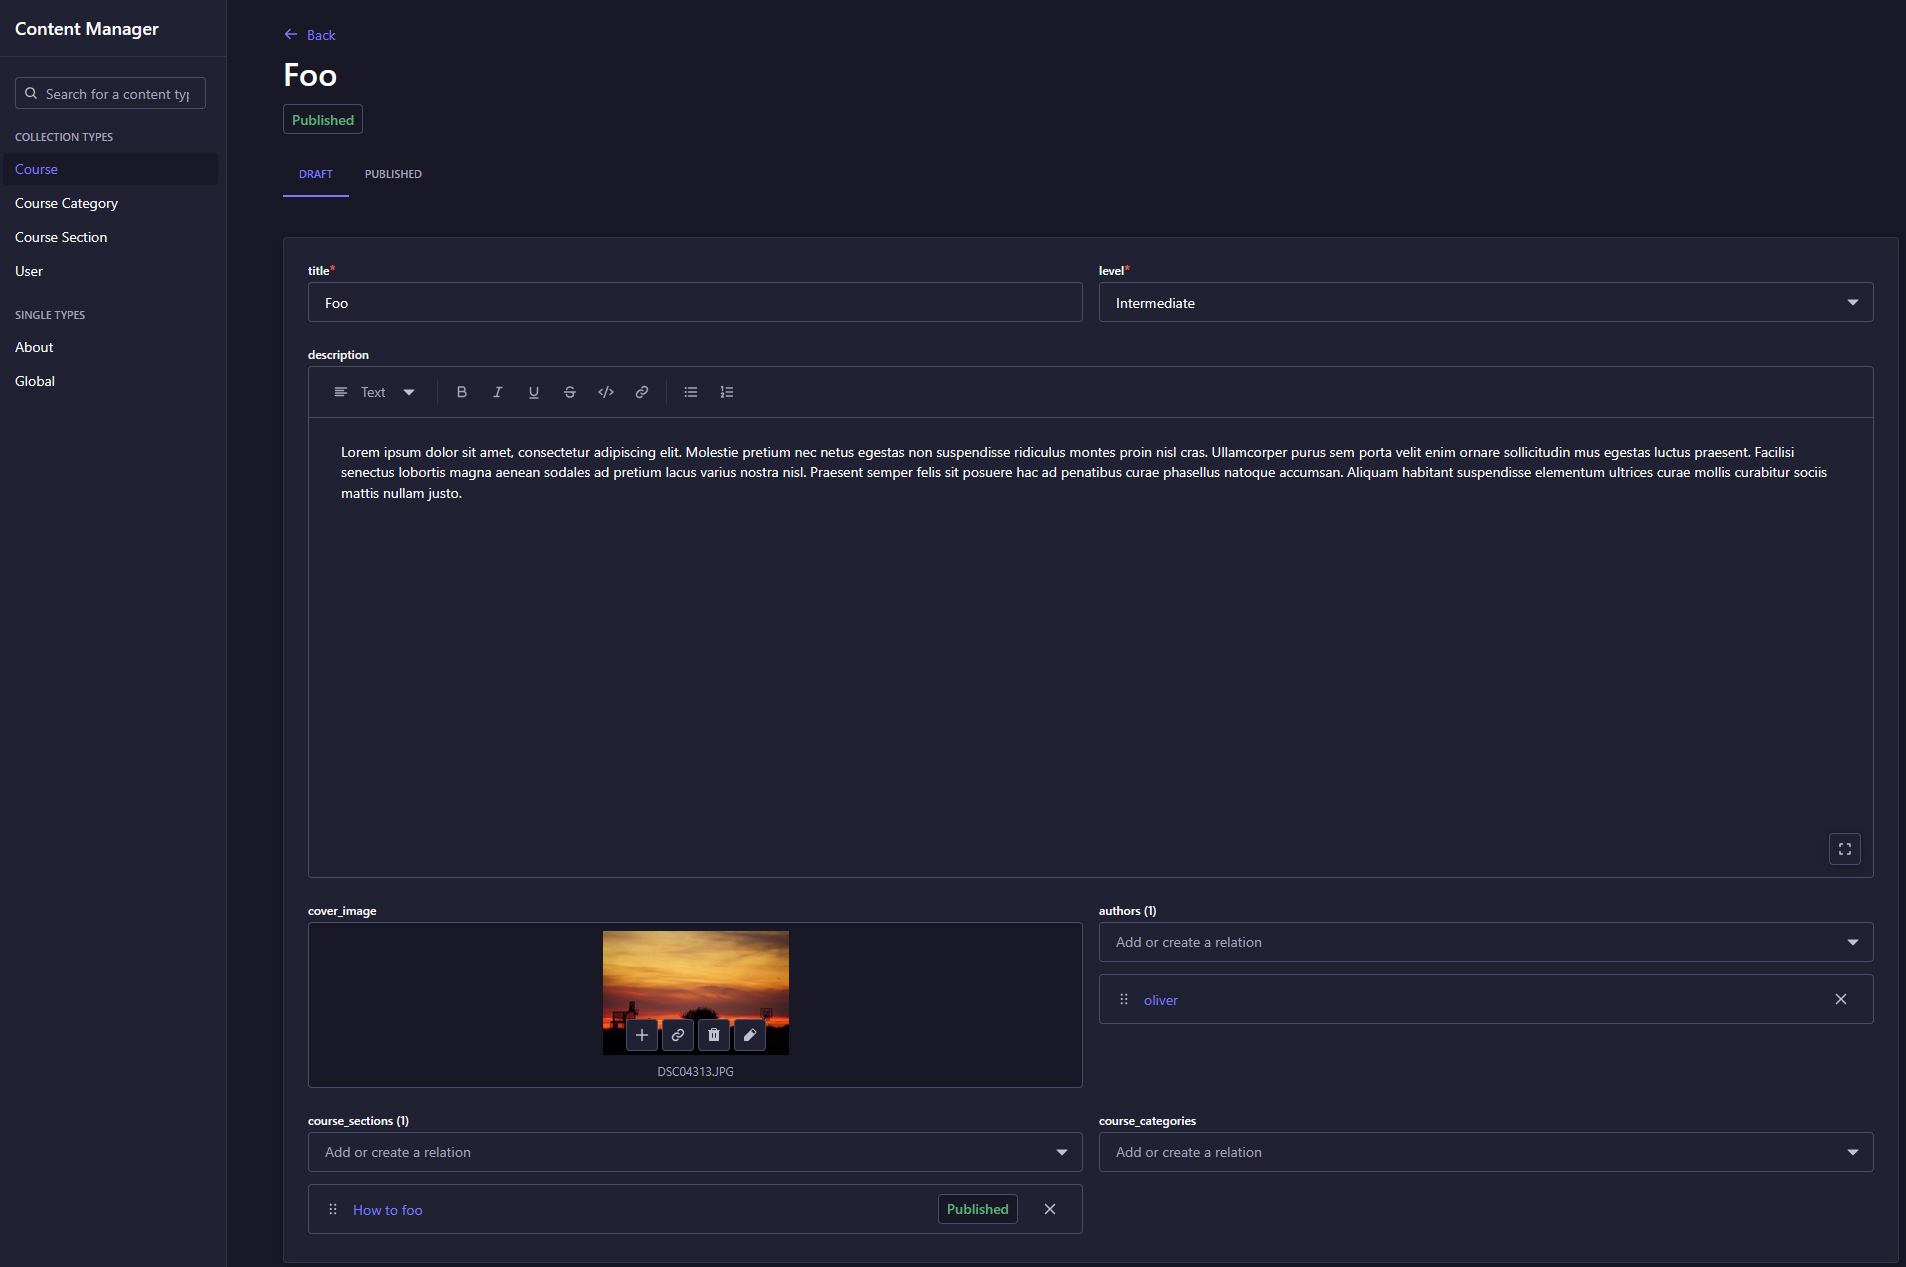 Content Manager
Search for a content typ
COLLECTION TYPES
Course
Course Category
Course Section
User
SINGLE TYPES
About
Global
Back
Foo
Published
DRAFT PUBLISHED
title* level*
Foo Intermediate
description
Text
Lorem ipsum dolor sit amet, consectetur adipiscing elit. Molestie pretium nec netus egestas non suspendisse ridiculus montes proin nisl cras. Ullamcorper purus sem porta velit enim ornare sollicitudin mus egestas luctus praesent. Facilisi
senectus lobortis magna aenean sodales ad pretium lacus varius nostra nisl. Praesent semper felis sit posuere hac ad penatibus curae phasellus natoque accumsan. Aliquam habitant suspendisse elementum ultrices curae mollis curabitur sociis
mattis nullam justo.
cover_image authors (1)
Add or create a relation
oliver
DSC04313.JPG
course_sections (1) course_categories
Add or create a relation Add or create a relation
How to foo Published